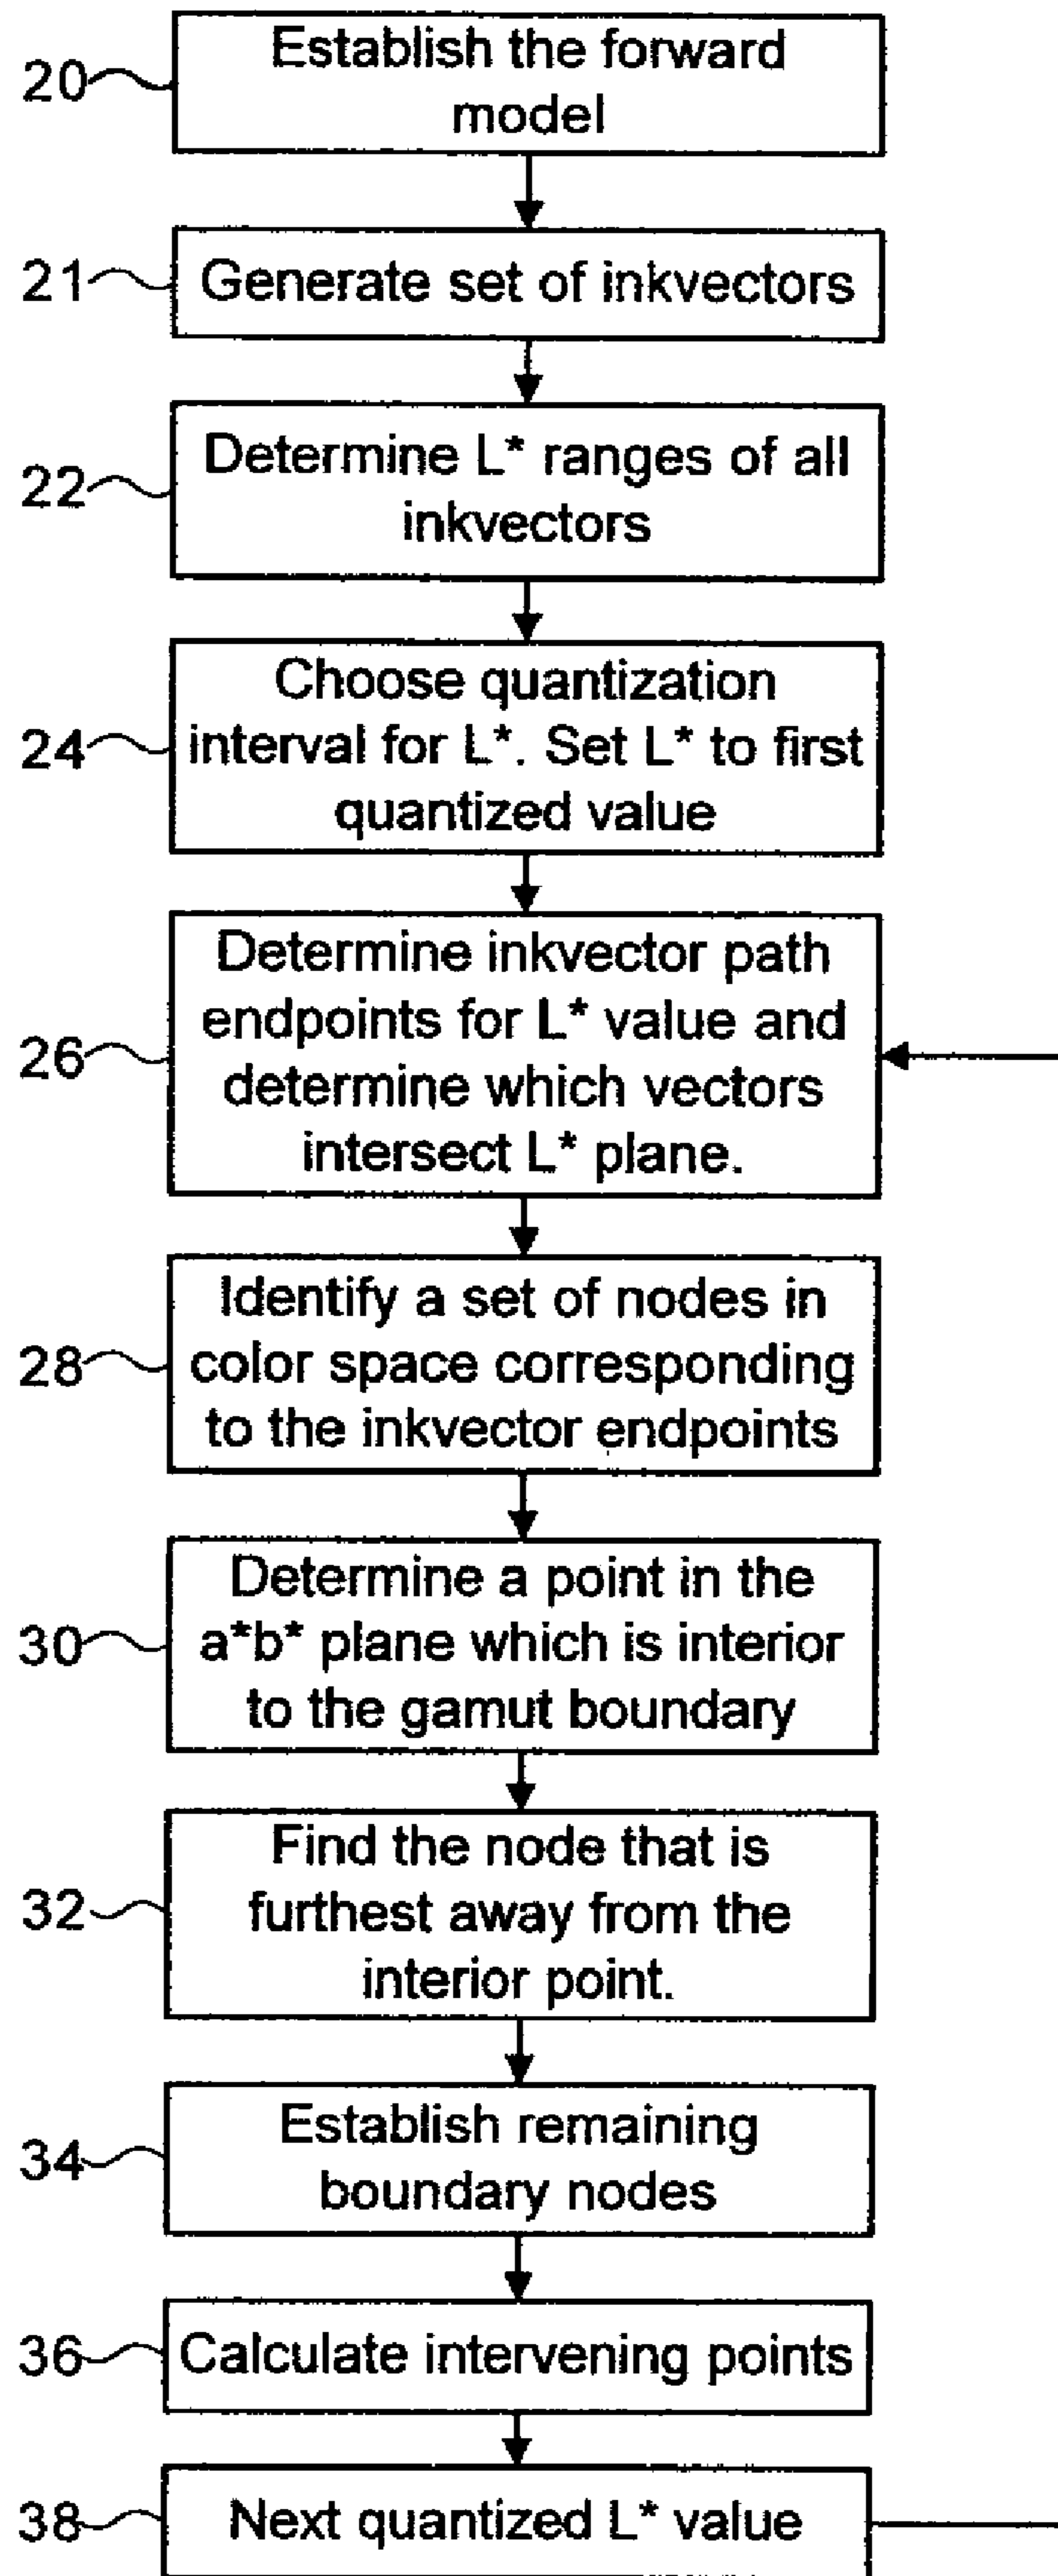 20
Establish the forward
model
21
Generate set of inkvectors
22
Determine L* ranges of all
inkvectors
24
Choose quantization
interval for L*. Set L* to first
quantized value
26
Determine inkvector path
endpoints for L* value and
determine which vectors
intersect L* plane.
28
Identify a set of nodes in
color space corresponding
to the inkvector endpoints
30
Determine a point in the
a*b* plane which is interior
to the gamut boundary
32
Find the node that is
furthest away from the
interior point.
34
Establish remaining
boundary nodes
36
Calculate intervening points
38
Next quantized L* value